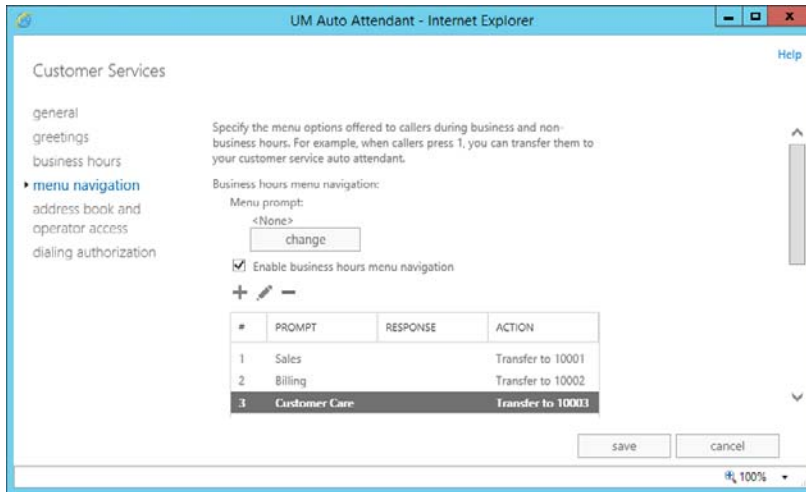 UM Auto Attendant - Internet Explorer
Help
Customer Services
general
greetings
business hours
menu navigation
address book and
operator access
dialing authorization
Specify the menu options offered to callers during business and non-
business hours. For example, when callers press 1, you can transfer them to
your customer service auto attendant.
Business hours menu navigation:
Menu prompt:
<None>
change
Enable business hours menu navigation
# PROMPT RESPONSE ACTION
1 Sales Transfer to 10001
2 Billing Transfer to 10002
3 Customer Care Transfer to 10003
save cancel
100%